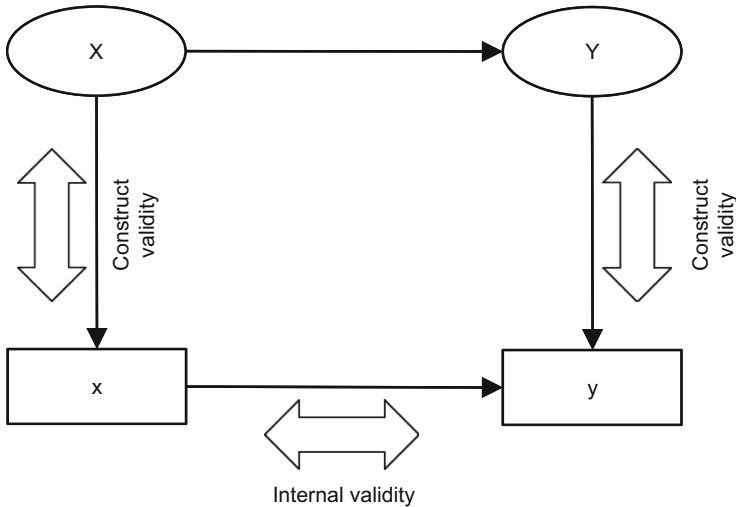 X
Y
Construct
validity
Construct
validity
x
y
Internal validity